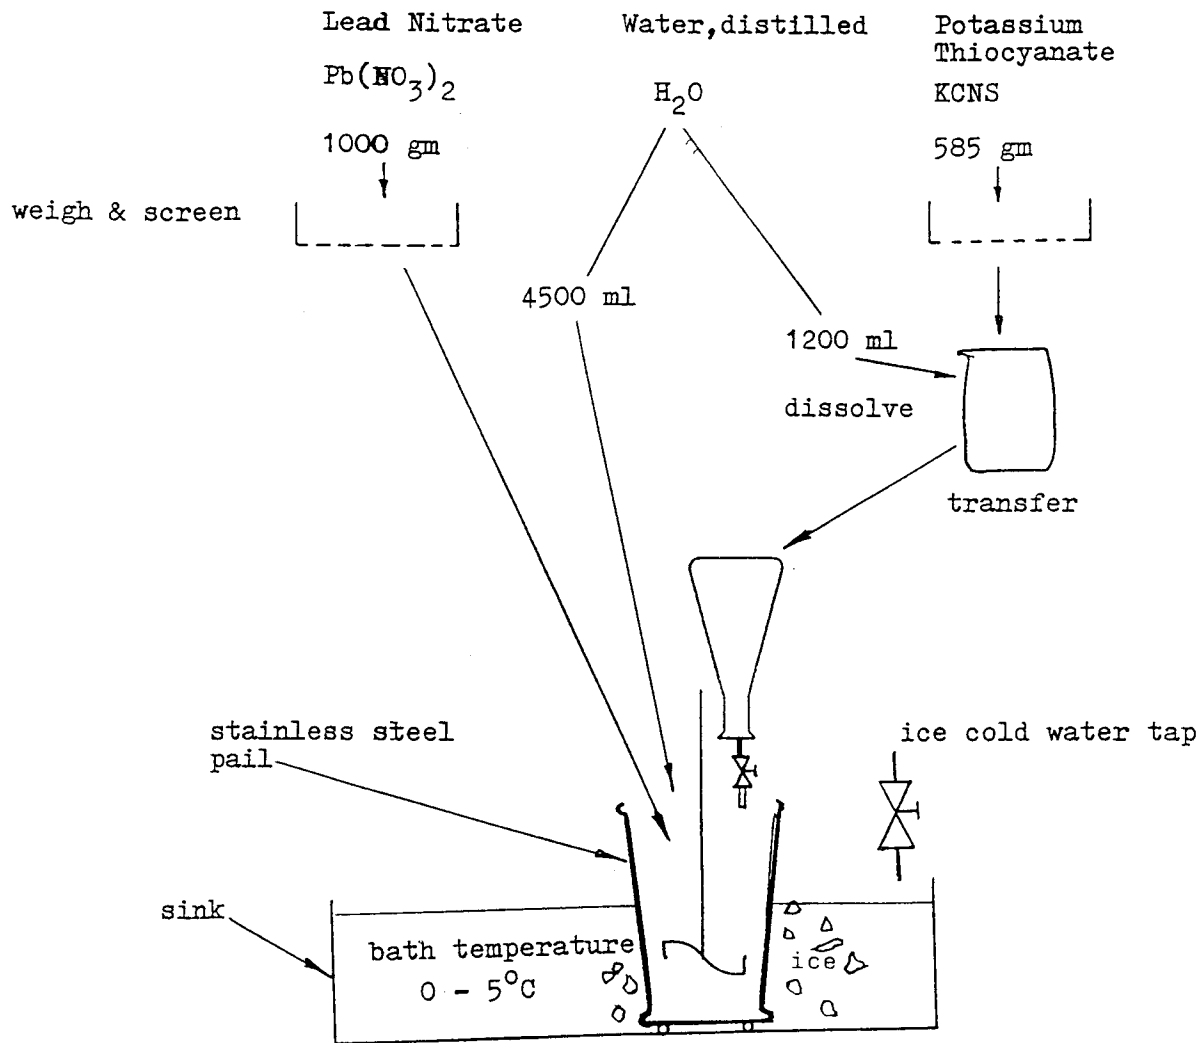 Lead Nitrate
Water,distilled
Potassium
Thiocyanate
Pb(NO3)2
H2O
KCNS
1000 gm
585 gm
weigh & screen
4500 ml
1200 ml
dissolve
transfer
stainless steel
pail
ice cold water tap
sink
bath temperature
0 - 5°C
ice